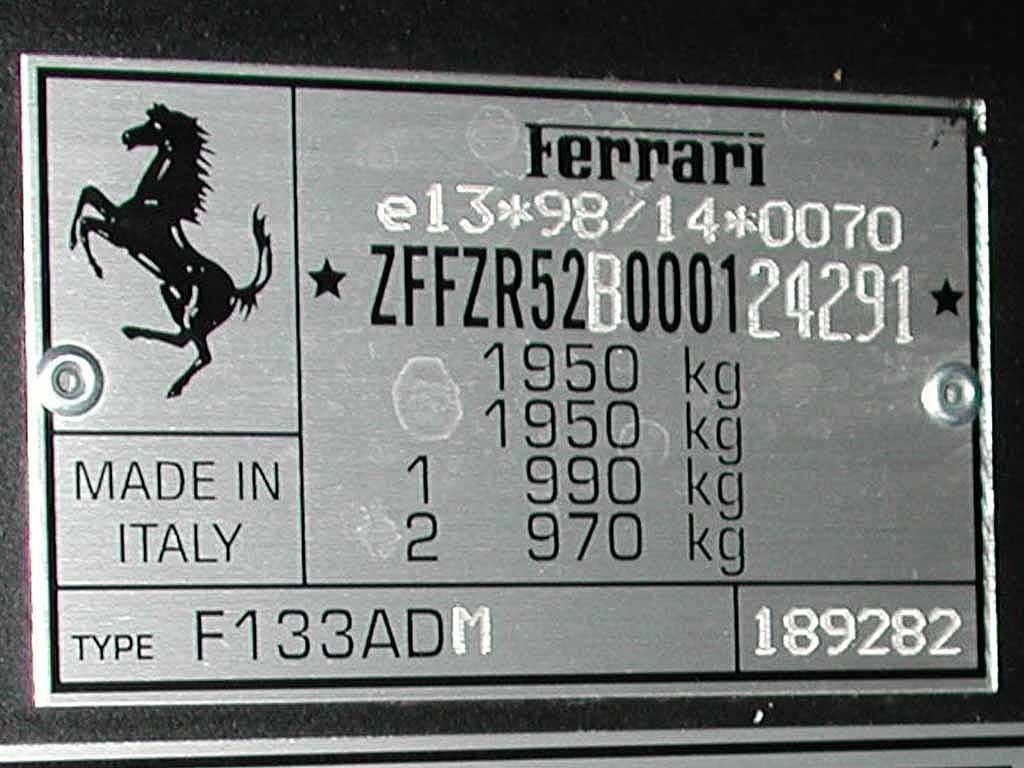 Ferrari
e13*98/14*0070
★ ZFFZR52B000124291 ★
1950 kg
1950 kg
1 990 kg
2 970 kg
MADE IN
ITALY
TYPE F133ADM
189282